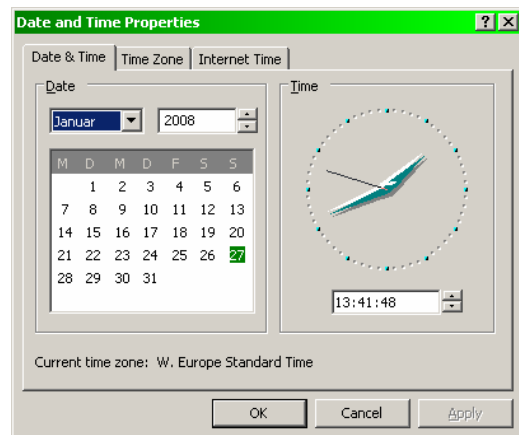 Date and Time Properties
Date & Time Time Zone Internet Time
Date
Januar 2008
M D M D F S S
1 2 3 4 5 6
7 8 9 10 11 12 13
14 15 16 17 18 19 20
21 22 23 24 25 26 27
28 29 30 31
Time
13:41:48
Current time zone: W. Europe Standard Time
OK Cancel Apply